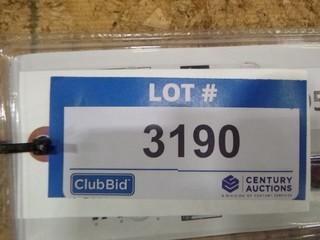 LOT #
3190
ClubBid
CENTURY
AUCTIONS
A DIVISION OF CENTURY SERVICES